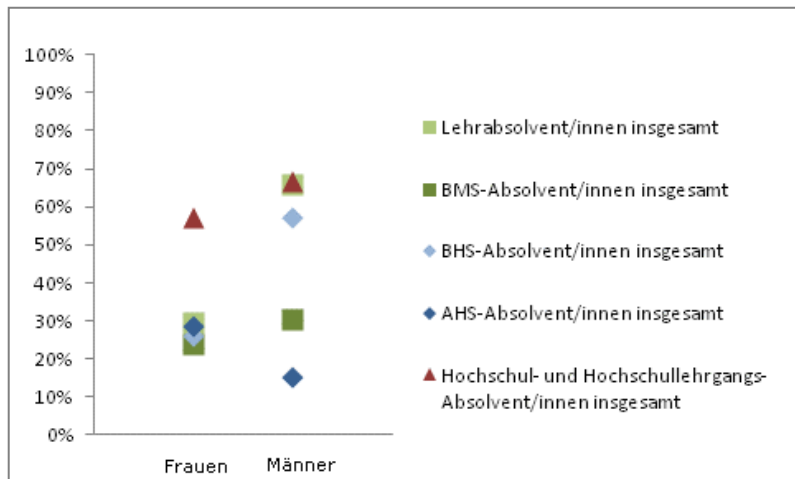 100%
90%
80%
70%
60%
50%
40%
30%
20%
10%
0%
Frauen Männer
Lehrabsolvent/innen insgesamt
BMS-Absolvent/innen insgesamt
BHS-Absolvent/innen insgesamt
AHS-Absolvent/innen insgesamt
Hochschul- und Hochschullehrgangs-
Absolvent/innen insgesamt